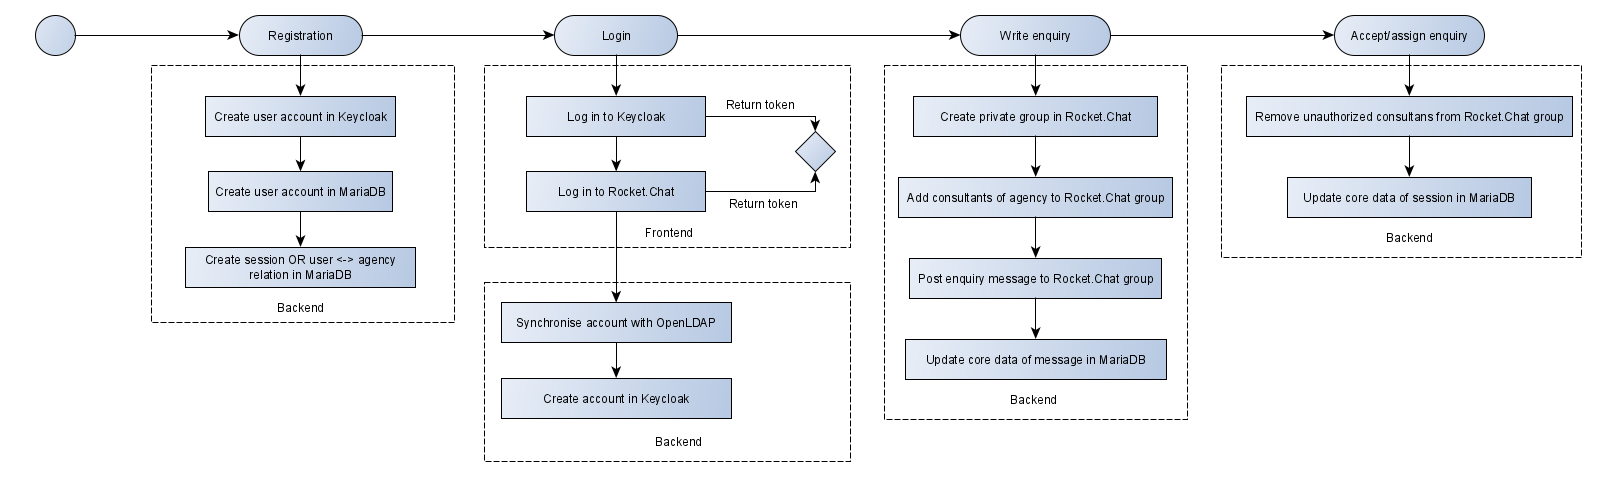 Registration
Login
Write enquiry
Accept/assign enquiry
Create user account in Keycloak
Create user account in MariaDB
Create session OR user <-> agency
relation in MariaDB
Backend
Log in to Keycloak
Return token
Log in to Rocket.Chat
Return token
Frontend
Synchronise account with OpenLDAP
Create account in Keycloak
Backend
Create private group in Rocket.Chat
Add consultants of agency to Rocket.Chat group
Post enquiry message to Rocket.Chat group
Update core data of message in MariaDB
Backend
Remove unauthorized consultans from Rocket.Chat group
Update core data of session in MariaDB
Backend